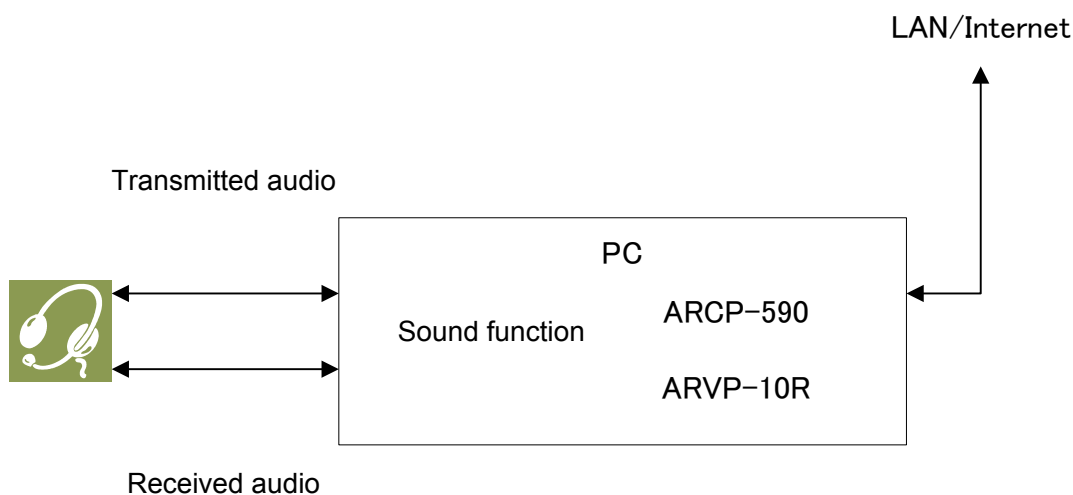 LAN/Internet
Transmitted audio
PC
ARCP-590
Sound function
ARVP-10R
Received audio